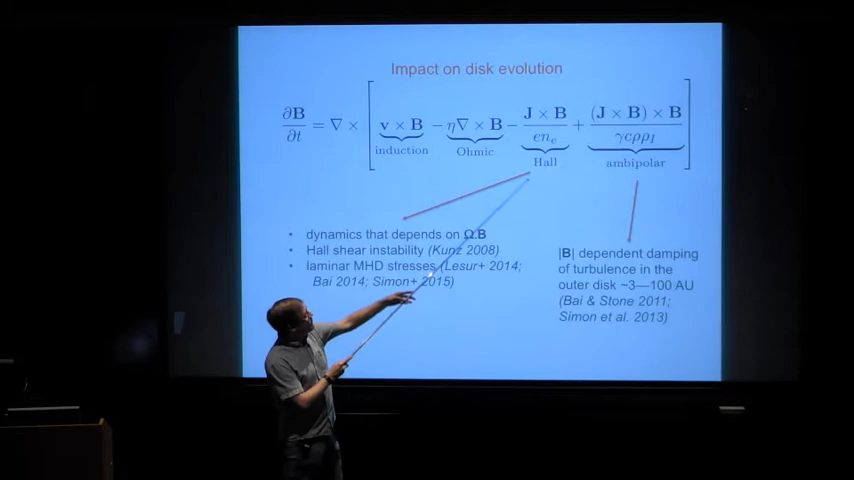 Impact on disk evolution
∂B/∂t = ∇ × [ v × B − η∇ × B − J × B/en_e + (J × B) × B/γcρρ_I ]
induction Ohmic Hall ambipolar
• dynamics that depends on Ω.B
• Hall shear instability (Kunz 2008)
• laminar MHD stresses (Lesur+ 2014;
Bai 2014; Simon+ 2015)
|B| dependent damping
of turbulence in the
outer disk ~3—100 AU
(Bai & Stone 2011;
Simon et al. 2013)